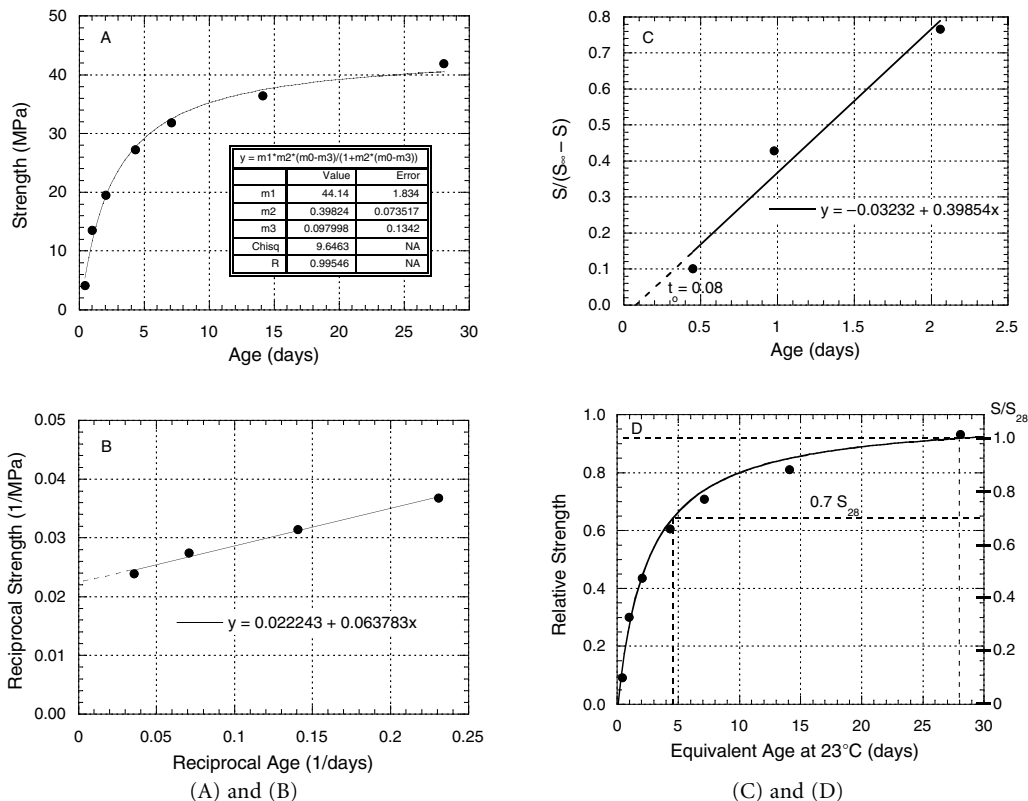 A
50
40
30
20
10
0
Strength (MPa)
y = m1*m2*(m0-m3)/(1+m2*(m0-m3))
Value Error
m1 44.14 1.834
m2 0.39824 0.073517
m3 0.097998 0.1342
Chisq 9.6463 NA
R 0.99546 NA
0 5 10 15 20 25 30
Age (days)
C
0.8
0.7
0.6
0.5
0.4
0.3
0.2
0.1
0.0
S/(S∞ – S)
y = −0.03232 + 0.39854x
t₀ = 0.08
0 0.5 1 1.5 2 2.5
Age (days)
B
0.05
0.04
0.03
0.02
0.01
0.00
Reciprocal Strength (1/MPa)
y = 0.022243 + 0.063783x
0 0.05 0.1 0.15 0.2 0.25
Reciprocal Age (1/days)
(A) and (B)
D
1.0
0.8
0.6
0.4
0.2
0.0
Relative Strength
0.7 S₂₈
S/S₂₈
1.0
0.8
0.6
0.4
0.2
0
0 5 10 15 20 25 30
Equivalent Age at 23°C (days)
(C) and (D)